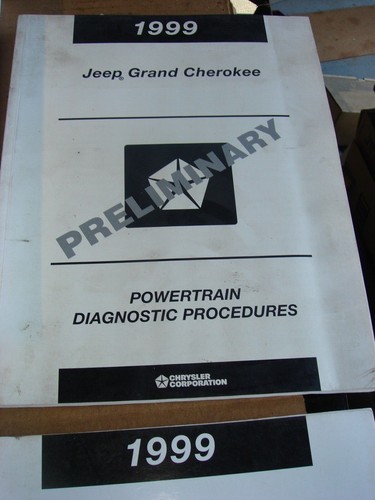 1999
Jeep® Grand Cherokee
PRELIMINARY
POWERTRAIN
DIAGNOSTIC PROCEDURES
CHRYSLER
CORPORATION
1999